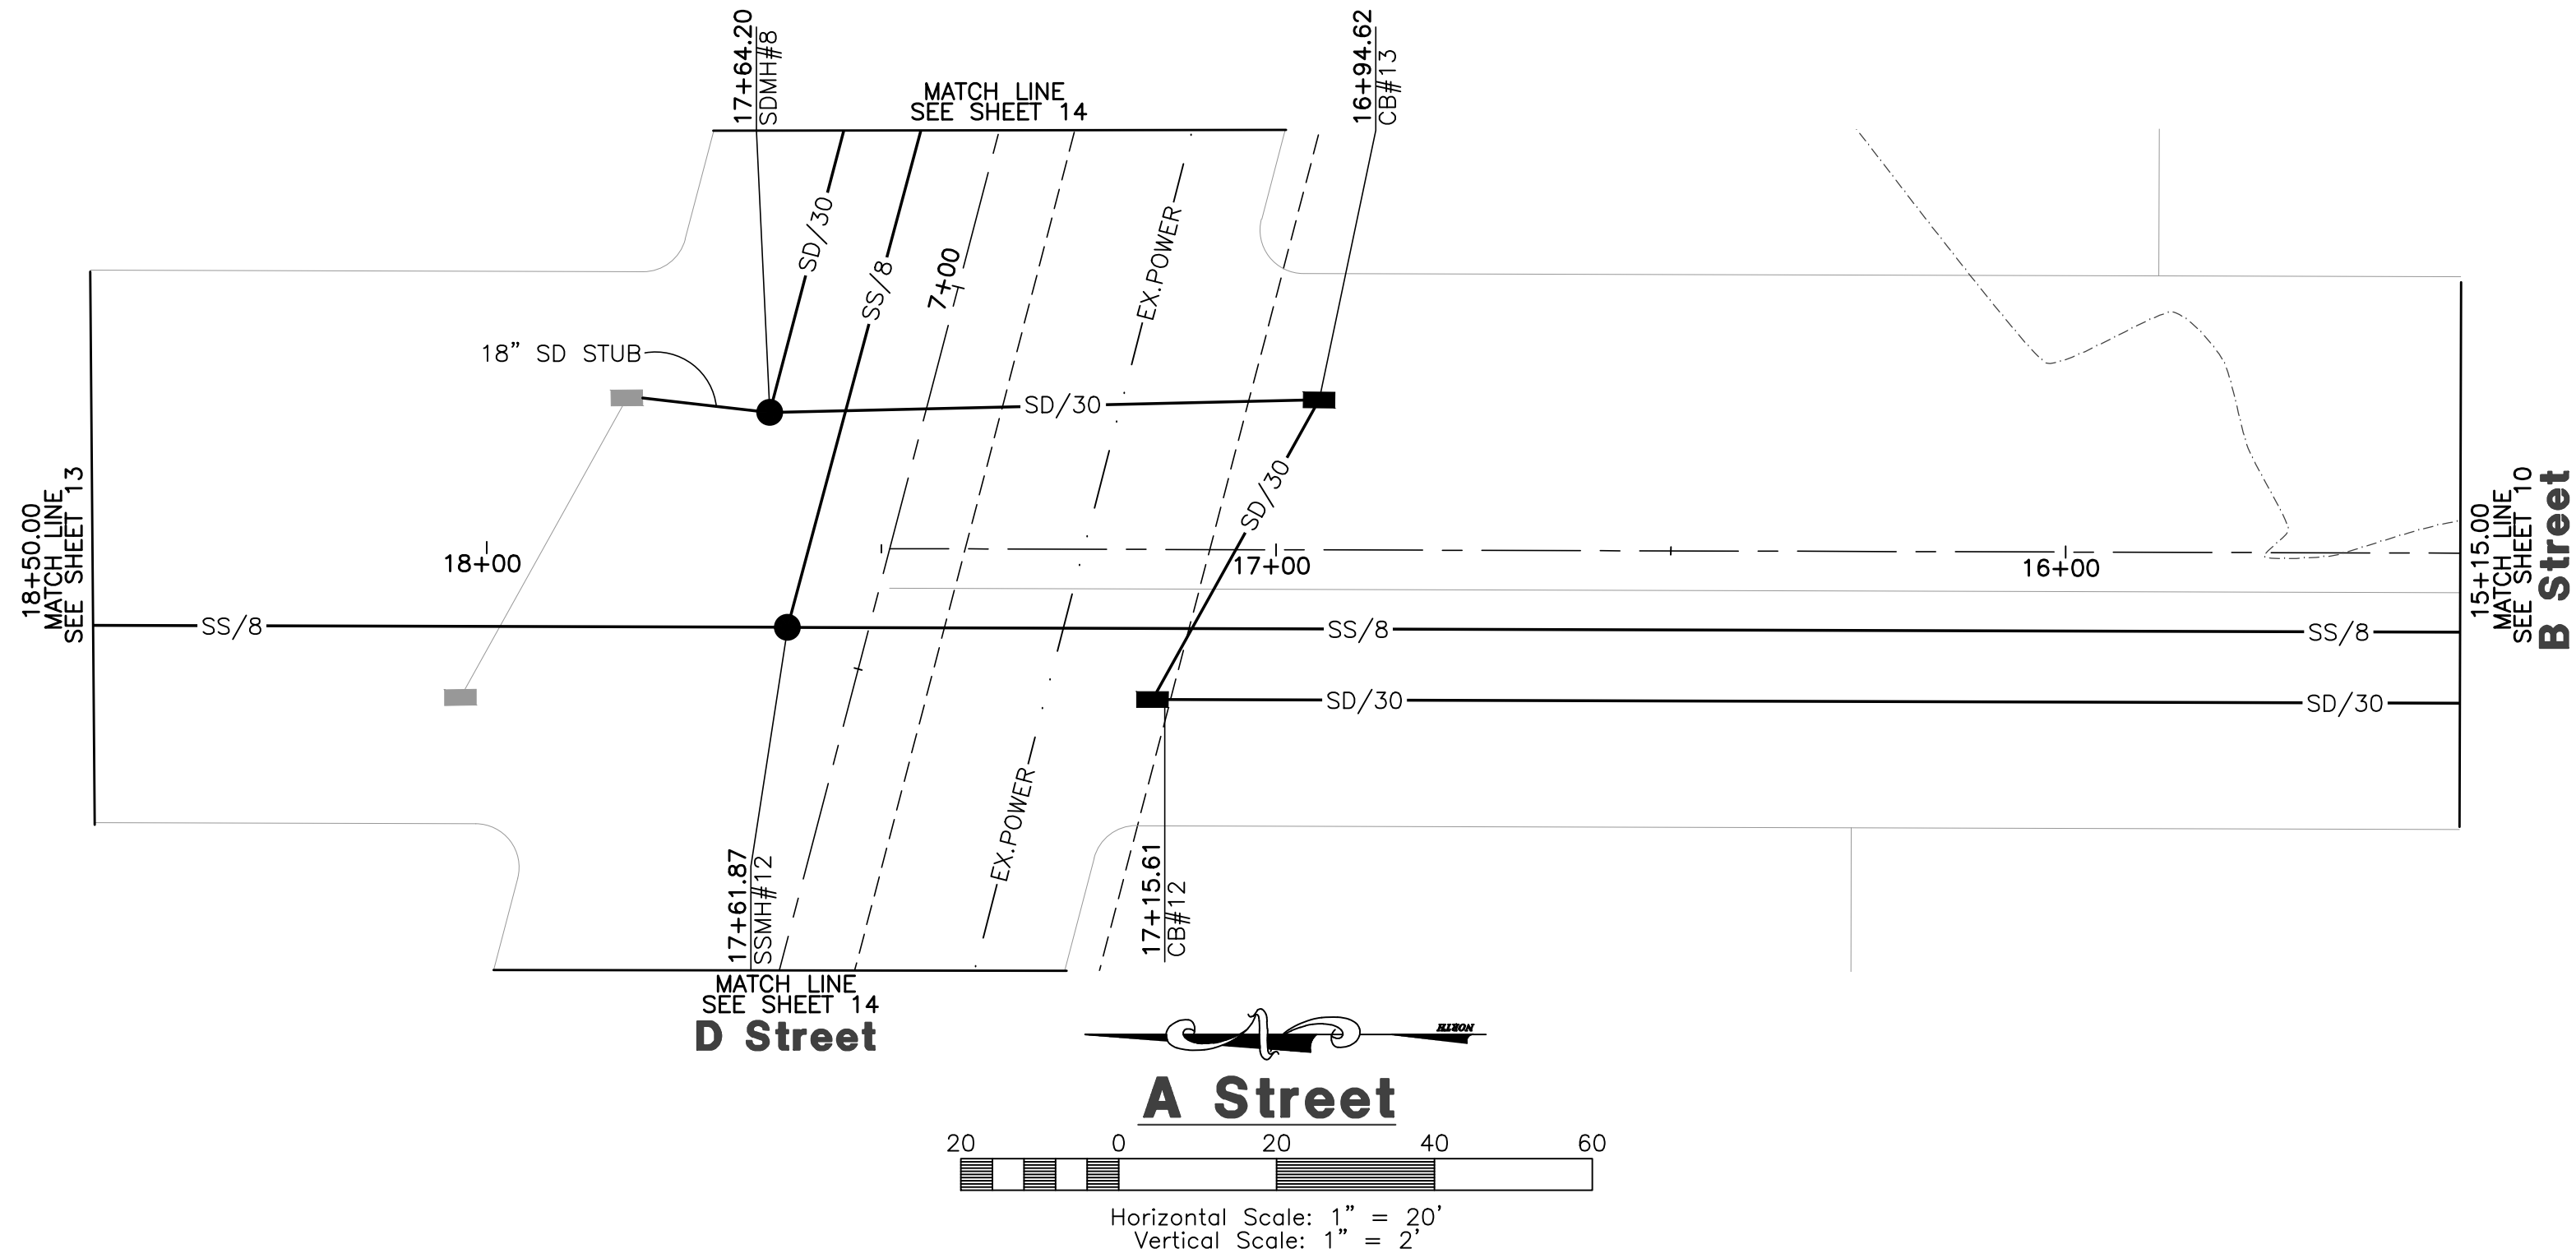 17+64.20
SDMH#8
16+94.62
CB#13
MATCH LINE
SEE SHEET 14
SD/30
SS/8
7+00
EX.POWER
18” SD STUB
SD/30
SD/30
18+50.00
MATCH LINE
SEE SHEET 13
18+00
17+00
16+00
15+15.00
MATCH LINE
SEE SHEET 10
B Street
SS/8
SS/8
SS/8
SD/30
SD/30
EX.POWER
17+61.87
SSMH#12
17+15.61
CB#12
MATCH LINE
SEE SHEET 14
D Street
N
NORTH
A Street
20 0 20 40 60
Horizontal Scale: 1” = 20’
Vertical Scale: 1” = 2’